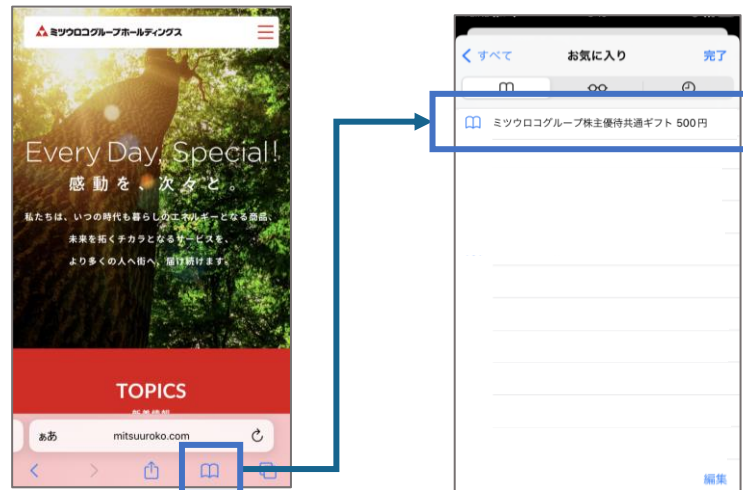 ミツウロコグループホールディングス
Every Day, Special!
感動を、次々と。
私たちは、いつの時代も暮らしのエネルギーとなる商品、
未来を拓くチカラとなるサービスを、
より多くの人へ街へ、届け続けます。
TOPICS
新着情報
ぁあ
mitsuuroko.com
すべて
お気に入り
完了
ミツウロコグループ株主優待共通ギフト 500円
編集